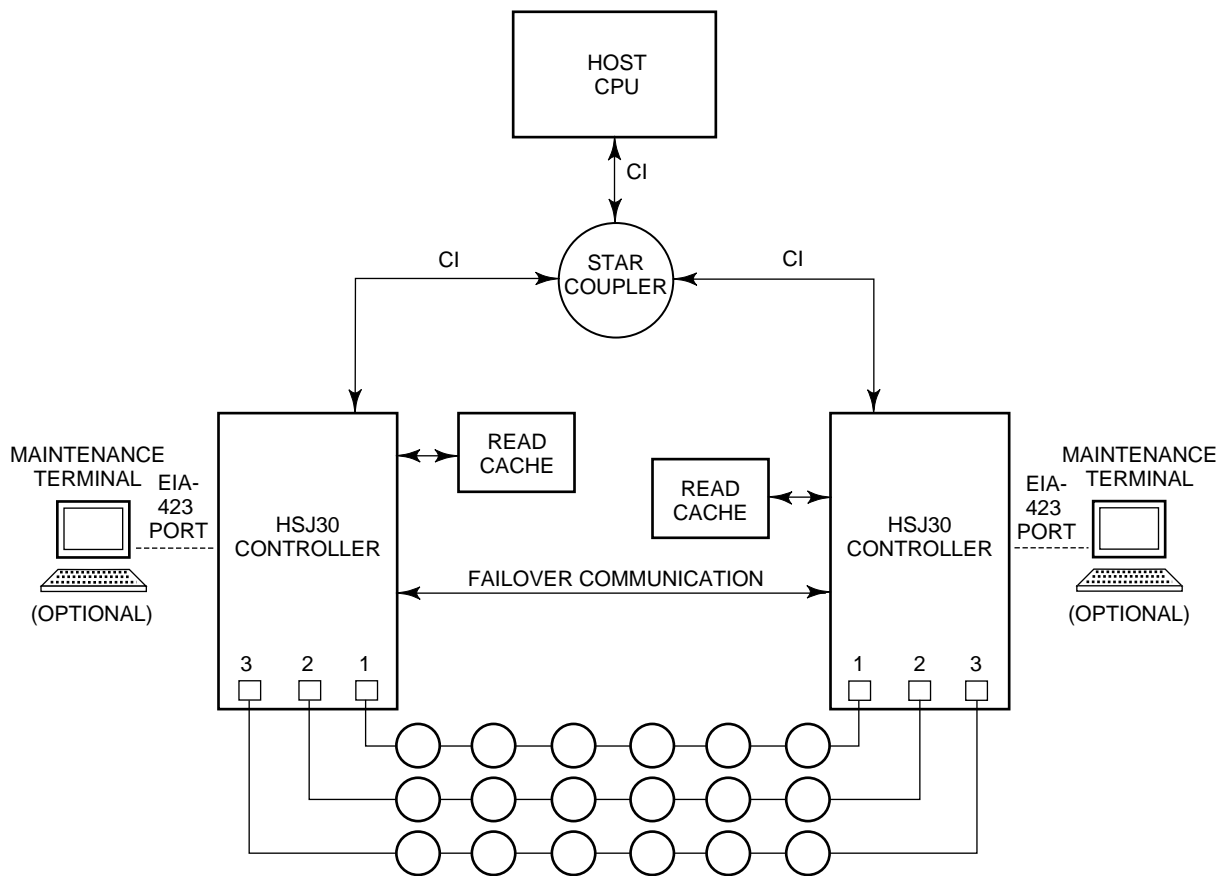 HOST
CPU
CI
CI
STAR
COUPLER
CI
READ
CACHE
MAINTENANCE
TERMINAL
EIA-
423
PORT
(OPTIONAL)
HSJ30
CONTROLLER
READ
CACHE
HSJ30
CONTROLLER
MAINTENANCE
TERMINAL
EIA-
423
PORT
(OPTIONAL)
FAILOVER COMMUNICATION
3 2 1
1 2 3